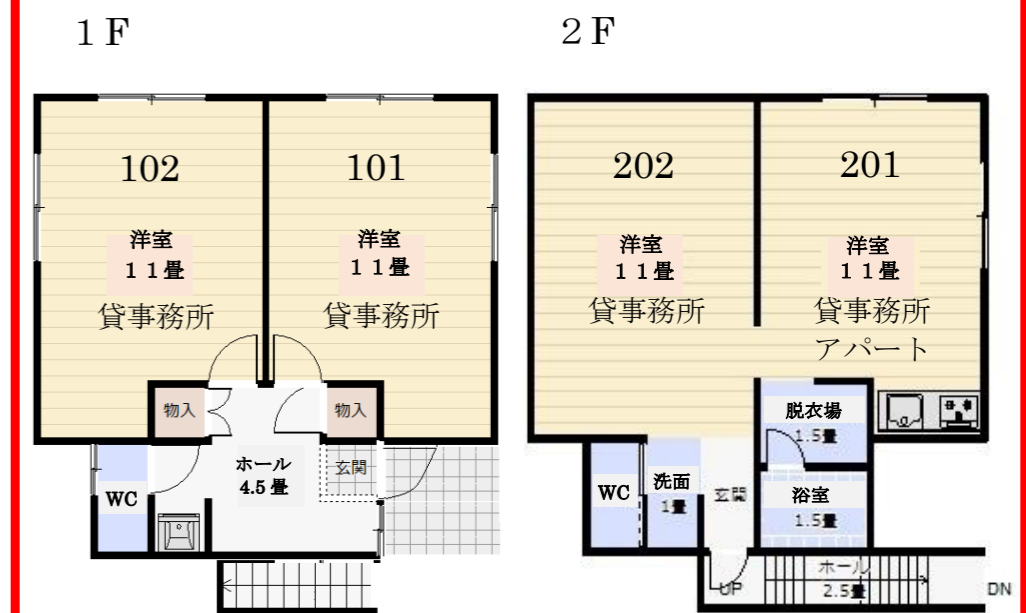 １Ｆ
102
洋室
１１畳
貸事務所
101
洋室
１１畳
貸事務所
物入
物入
ホール
4.5 畳
玄関
WC
２Ｆ
202
洋室
１１畳
貸事務所
201
洋室
１１畳
貸事務所
アパート
脱衣場
1.5畳
WC
洗面
1畳
玄関
浴室
1.5畳
ホール
2.5畳
UP
DN